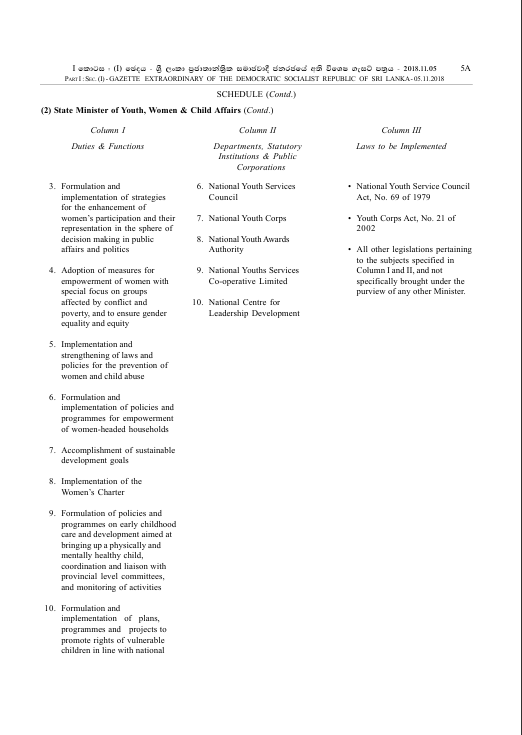 I කොටස : (I) ඡෙදය - ශ්‍රී ලංකා ප්‍රජාතාන්ත්‍රික සමාජවාදී ජනරජයේ අති විශෙෂ ගැසට් පත්‍රය - 2018.11.05 5A
PART I : SEC. (I) - GAZETTE EXTRAORDINARY OF THE DEMOCRATIC SOCIALIST REPUBLIC OF SRI LANKA - 05.11.2018
SCHEDULE (Contd.)
(2) State Minister of Youth, Women & Child Affairs (Contd.)
Column I
Duties & Functions
3. Formulation and
implementation of strategies
for the enhancement of
women's participation and their
representation in the sphere of
decision making in public
affairs and politics
4. Adoption of measures for
empowerment of women with
special focus on groups
affected by conflict and
poverty, and to ensure gender
equality and equity
5. Implementation and
strengthening of laws and
policies for the prevention of
women and child abuse
6. Formulation and
implementation of policies and
programmes for empowerment
of women-headed households
7. Accomplishment of sustainable
development goals
8. Implementation of the
Women's Charter
9. Formulation of policies and
programmes on early childhood
care and development aimed at
bringing up a physically and
mentally healthy child,
coordination and liaison with
provincial level committees,
and monitoring of activities
10. Formulation and
implementation of plans,
programmes and projects to
promote rights of vulnerable
children in line with national
Column II
Departments, Statutory
Institutions & Public
Corporations
6. National Youth Services
Council
7. National Youth Corps
8. National Youth Awards
Authority
9. National Youths Services
Co-operative Limited
10. National Centre for
Leadership Development
Column III
Laws to be Implemented
• National Youth Service Council
Act, No. 69 of 1979
• Youth Corps Act, No. 21 of
2002
• All other legislations pertaining
to the subjects specified in
Column I and II, and not
specifically brought under the
purview of any other Minister.